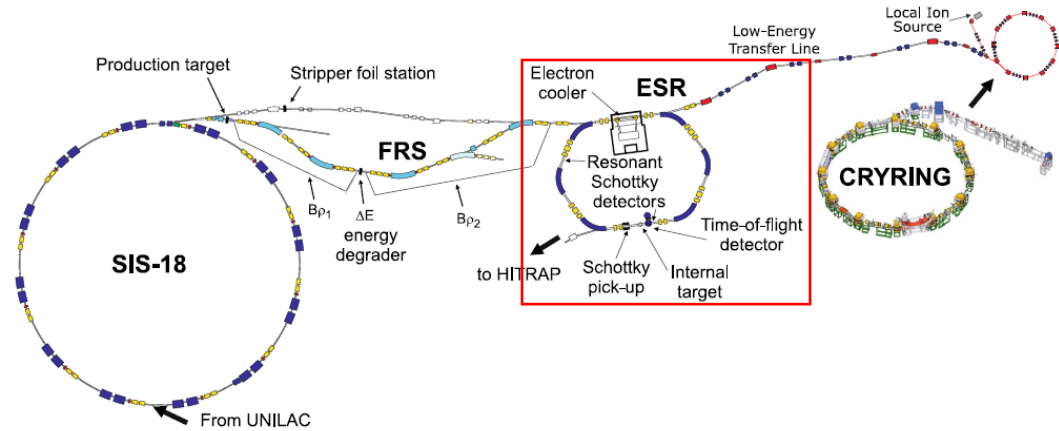 Local Ion
Source
Low-Energy
Transfer Line
Production target
Stripper foil station
Electron
cooler
ESR
FRS
Resonant
Schottky
detectors
CRYRING
Bρ1
ΔE
energy
degrader
Bρ2
Time-of-flight
detector
SIS-18
to HITRAP
Schottky
pick-up
Internal
target
From UNILAC